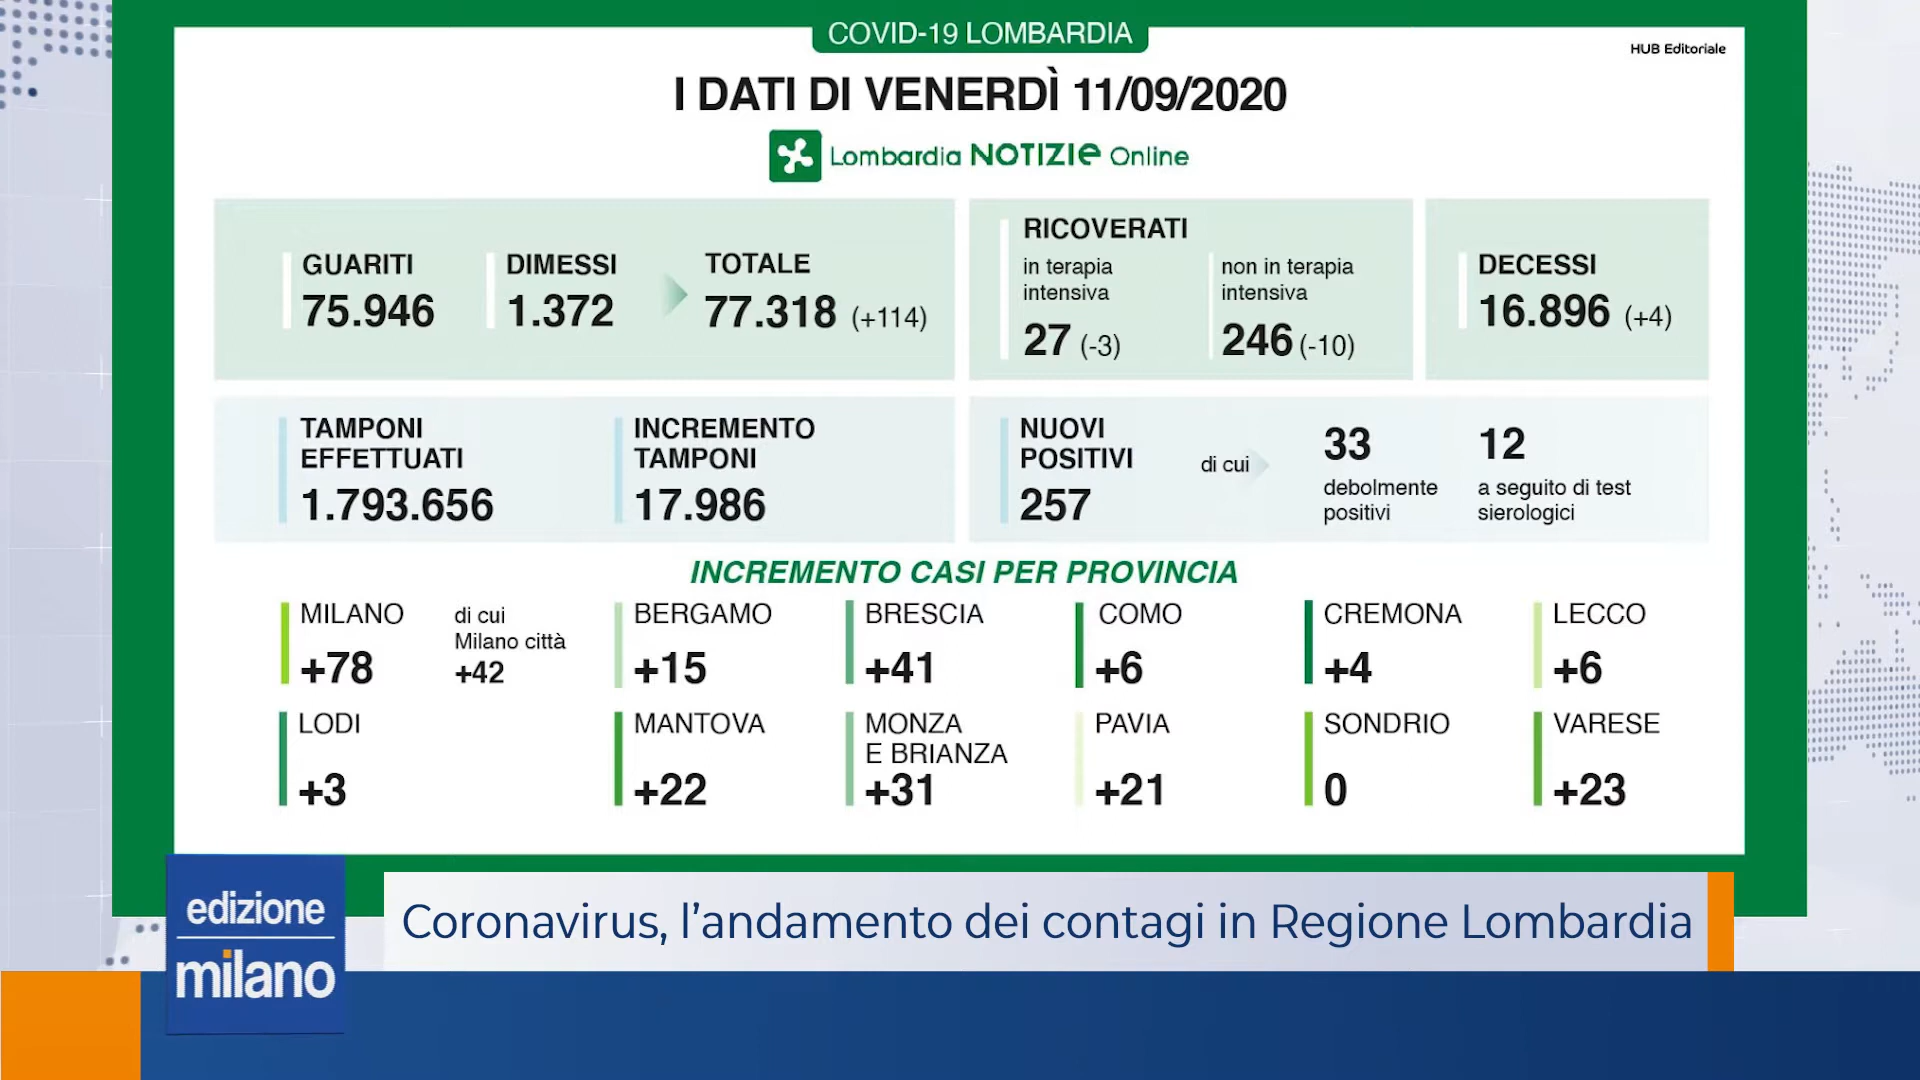 COVID-19 LOMBARDIA
HUB Editoriale
I DATI DI VENERDÌ 11/09/2020
Lombardia NOTIZIE Online
GUARITI
75.946
DIMESSI
1.372
TOTALE
77.318 (+114)
RICOVERATI
in terapia
intensiva
27 (-3)
non in terapia
intensiva
246 (-10)
DECESSI
16.896 (+4)
TAMPONI
EFFETTUATI
1.793.656
INCREMENTO
TAMPONI
17.986
NUOVI
POSITIVI
257
di cui
33
debolmente
positivi
12
a seguito di test
sierologici
INCREMENTO CASI PER PROVINCIA
MILANO
+78
di cui
Milano città
+42
BERGAMO
+15
BRESCIA
+41
COMO
+6
CREMONA
+4
LECCO
+6
LODI
+3
MANTOVA
+22
MONZA
E BRIANZA
+31
PAVIA
+21
SONDRIO
0
VARESE
+23
edizione
milano
Coronavirus, l'andamento dei contagi in Regione Lombardia